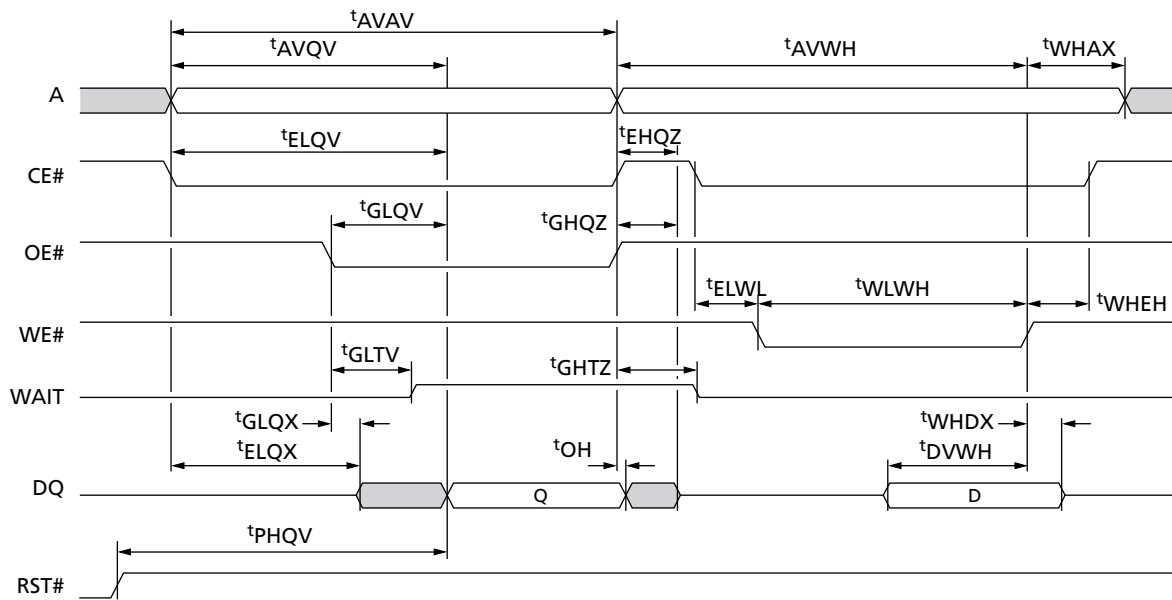 tAVAV
tAVQV
tAVWH
tWHAX
A
tELQV
tEHQZ
CE#
tGLQV
tGHQZ
OE#
tELWL
tWLWH
tWHEH
WE#
tGLTV
tGHTZ
WAIT
tGLQX
tWHDX
tELQX
tOH
tDVWH
DQ
Q
D
tPHQV
RST#